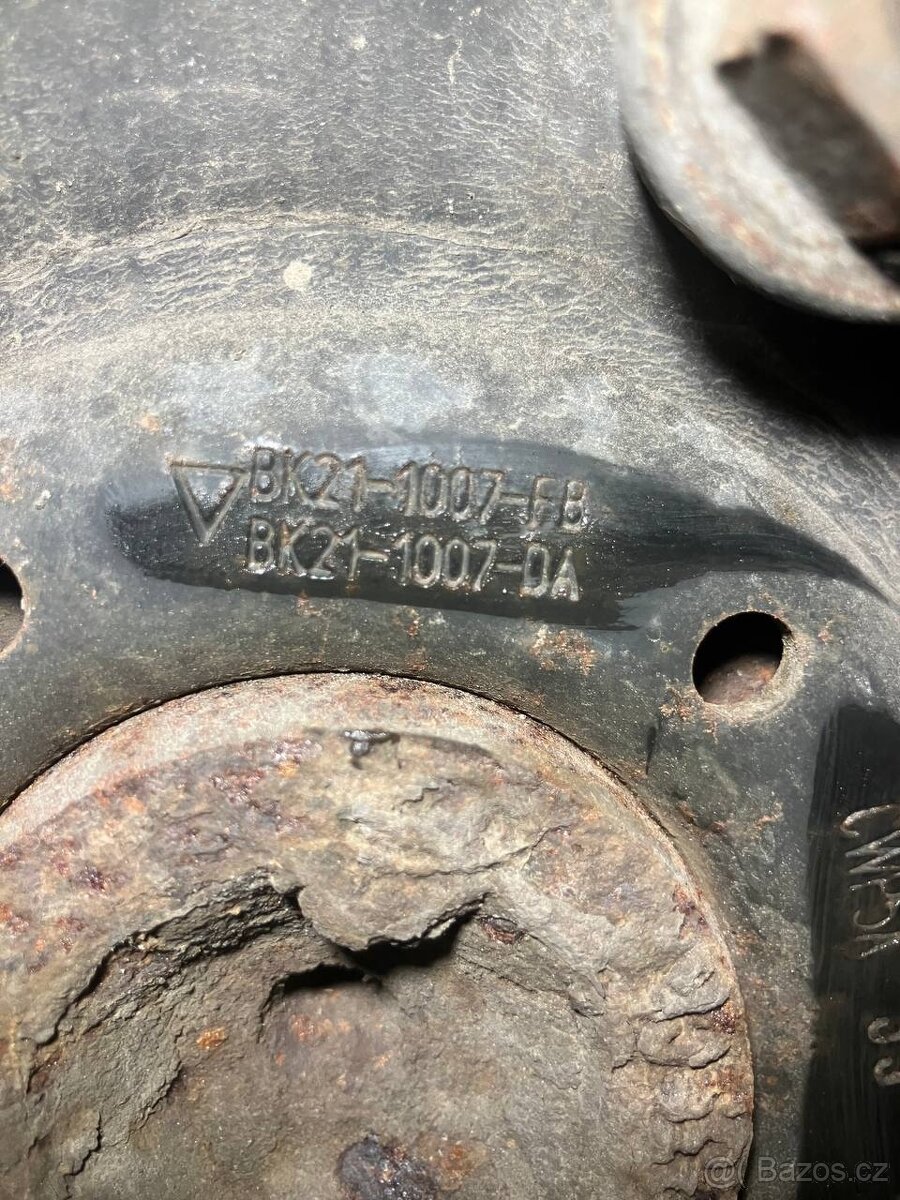 BK21-1007-FB
BK21-1007-DA
@ Bazos.cz